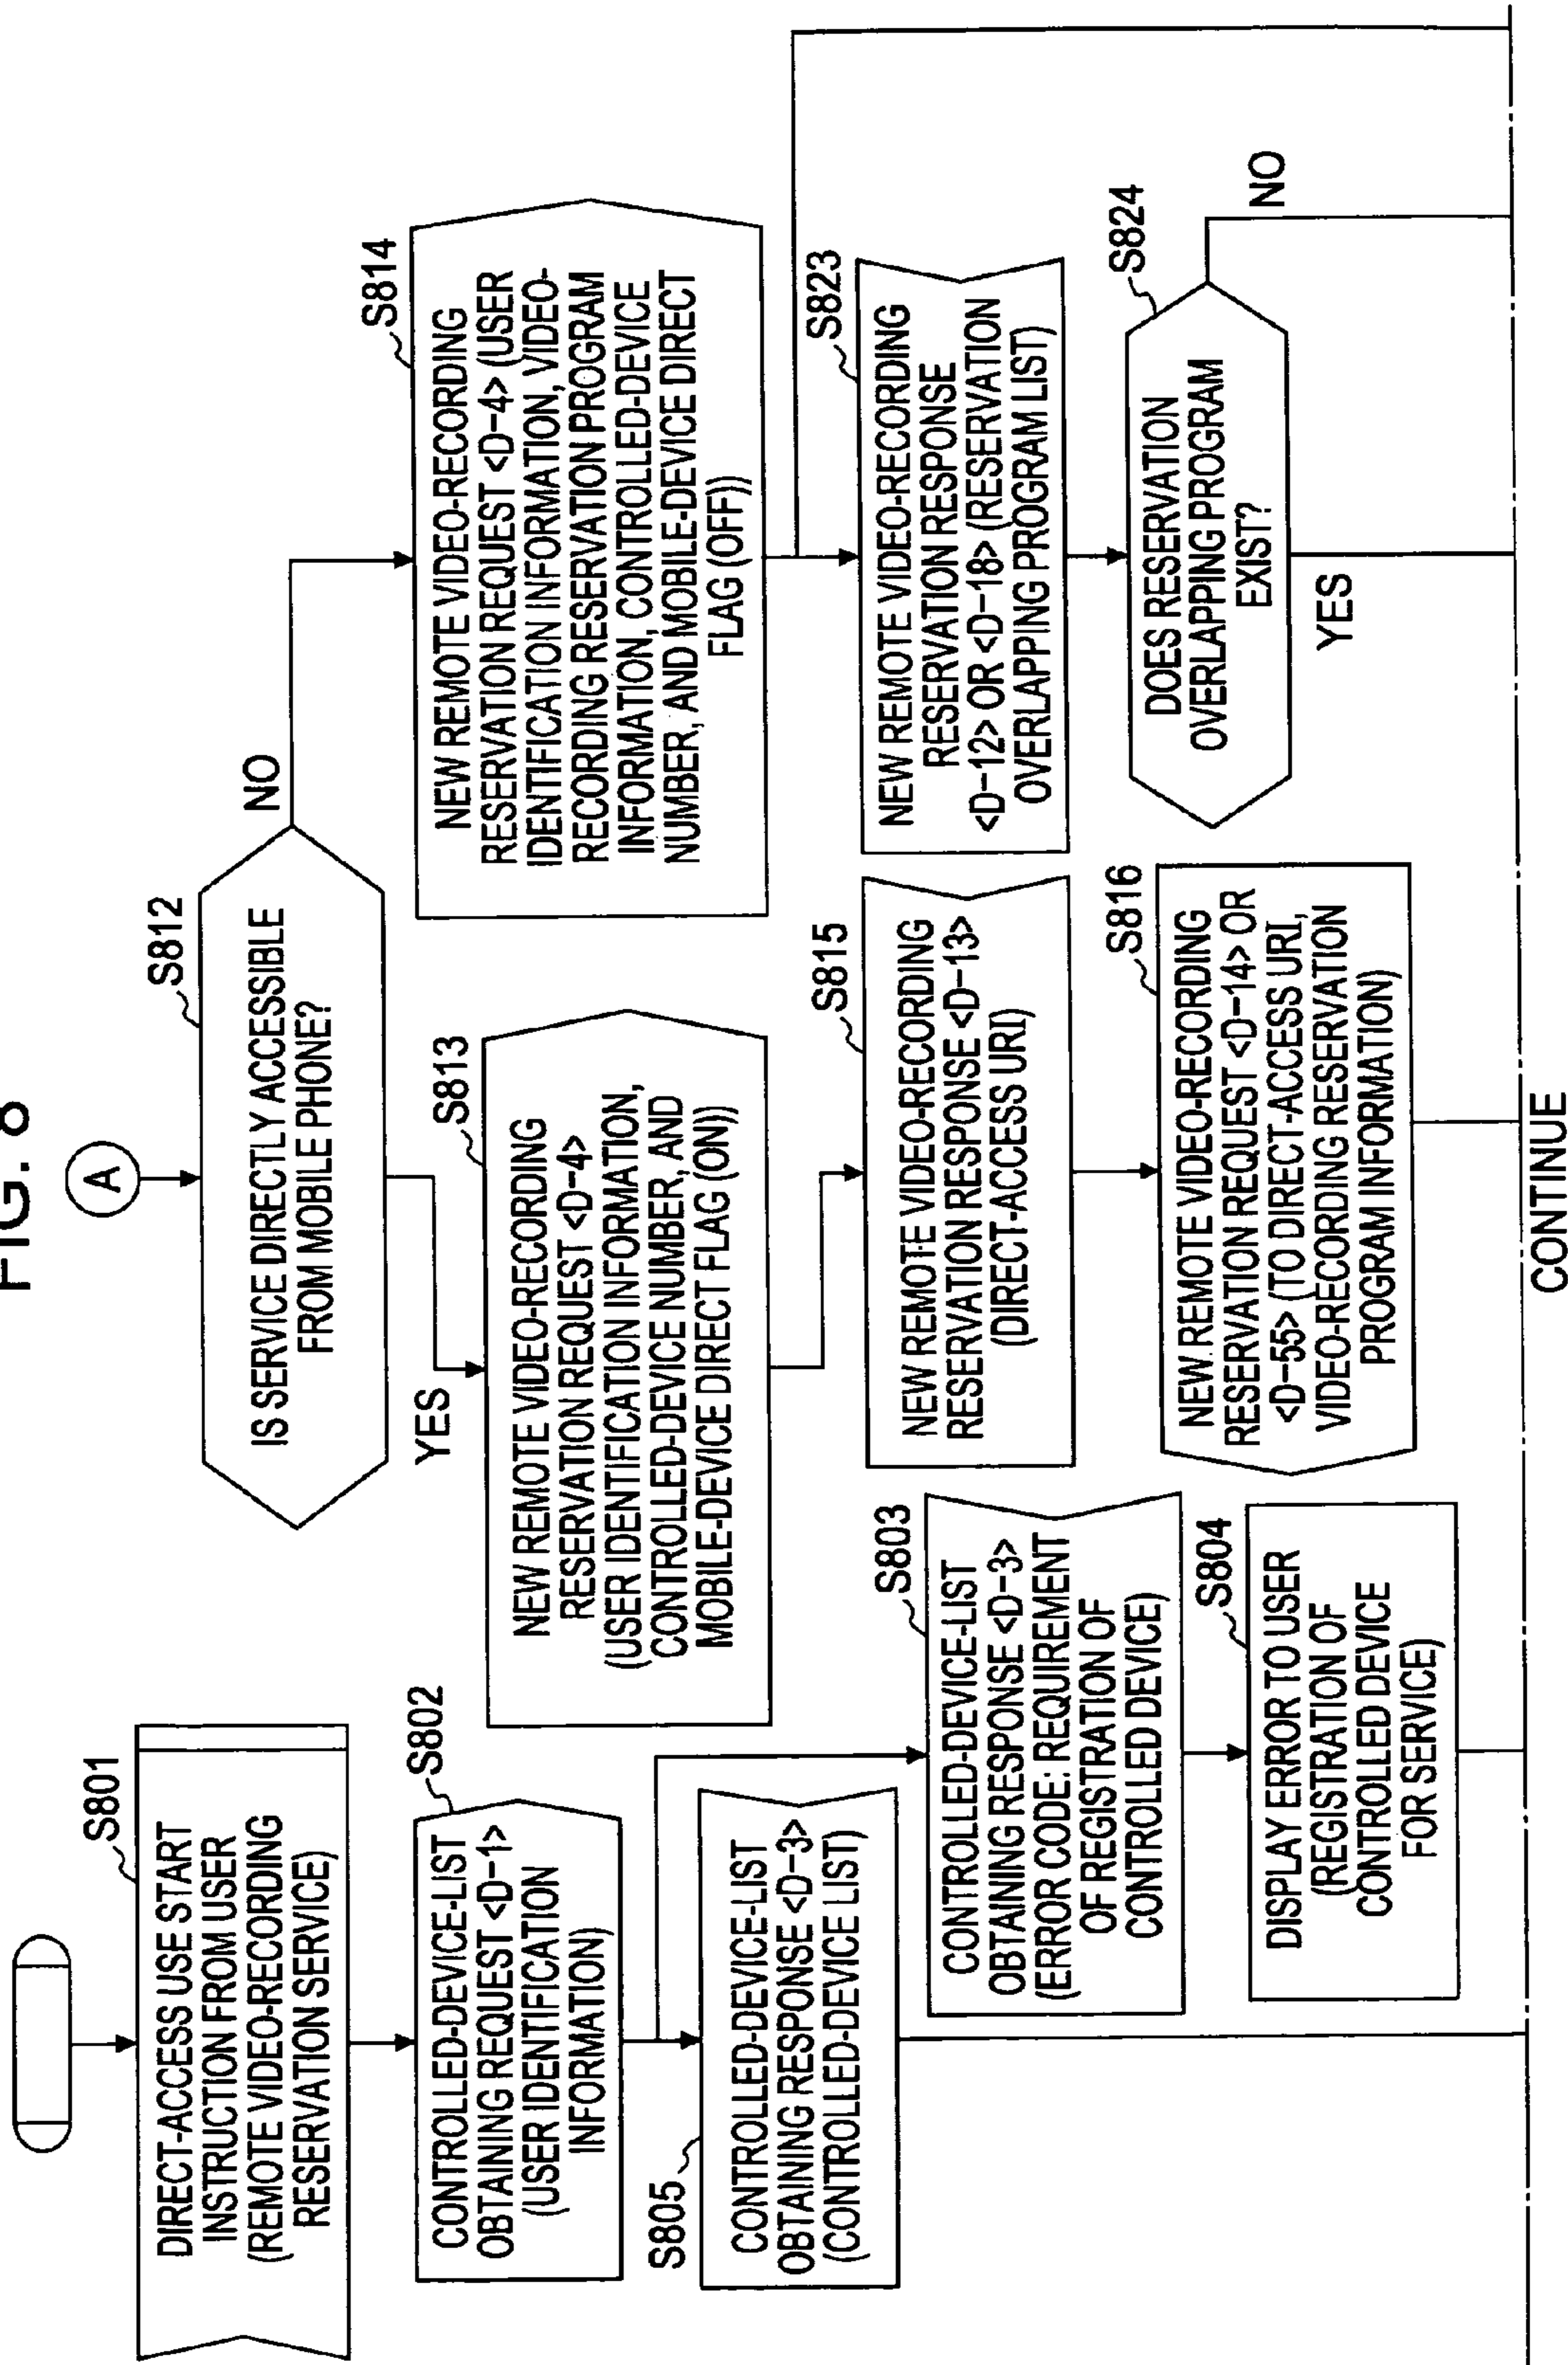 FIG. 8
S801
DIRECT-ACCESS USE START
INSTRUCTION FROM USER
(REMOTE VIDEO-RECORDING
RESERVATION SERVICE)
S802
CONTROLLED-DEVICE-LIST
OBTAINING REQUEST <D-1>
(USER IDENTIFICATION
INFORMATION)
S805
CONTROLLED-DEVICE-LIST
OBTAINING RESPONSE <D-3>
(CONTROLLED-DEVICE LIST)
S803
CONTROLLED-DEVICE-LIST
OBTAINING RESPONSE <D-3>
(ERROR CODE: REQUIREMENT
OF REGISTRATION OF
CONTROLLED DEVICE)
S804
DISPLAY ERROR TO USER
(REGISTRATION OF
CONTROLLED DEVICE
FOR SERVICE)
A
S812
IS SERVICE DIRECTLY ACCESSIBLE
FROM MOBILE PHONE?
YES
NO
S813
NEW REMOTE VIDEO-RECORDING
RESERVATION REQUEST <D-4>
(USER IDENTIFICATION INFORMATION,
CONTROLLED-DEVICE NUMBER, AND
MOBILE-DEVICE DIRECT FLAG (ON))
S815
NEW REMOTE VIDEO-RECORDING
RESERVATION RESPONSE <D-13>
(DIRECT-ACCESS URI)
S816
NEW REMOTE VIDEO-RECORDING
RESERVATION REQUEST <D-14> OR
<D-55> (TO DIRECT-ACCESS URI,
VIDEO-RECORDING RESERVATION
PROGRAM INFORMATION)
S814
NEW REMOTE VIDEO-RECORDING
RESERVATION REQUEST <D-4> (USER
IDENTIFICATION INFORMATION, VIDEO-
RECORDING RESERVATION PROGRAM
INFORMATION, CONTROLLED-DEVICE
NUMBER, AND MOBILE-DEVICE DIRECT
FLAG (OFF))
S823
NEW REMOTE VIDEO-RECORDING
RESERVATION RESPONSE
<D-12> OR <D-18> (RESERVATION
OVERLAPPING PROGRAM LIST)
S824
DOES RESERVATION
OVERLAPPING PROGRAM
EXIST?
NO
YES
CONTINUE